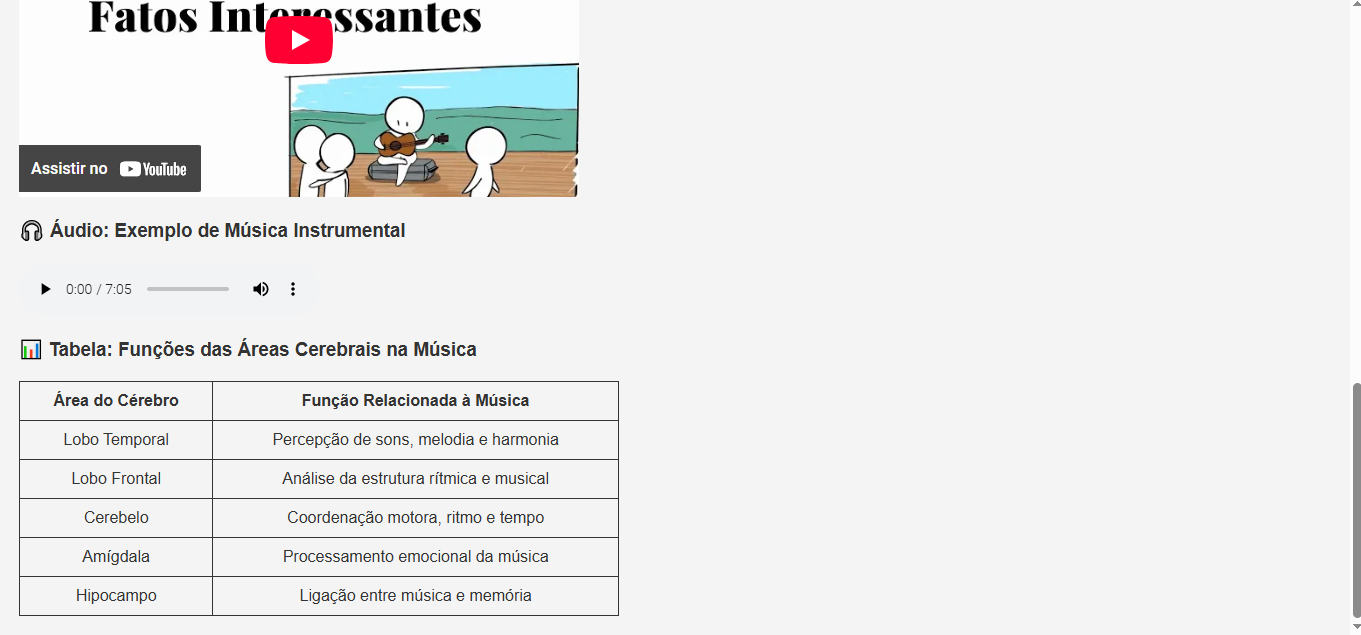 Fatos Interessantes
Assistir no YouTube
Áudio: Exemplo de Música Instrumental
0:00 / 7:05
Tabela: Funções das Áreas Cerebrais na Música
Área do Cérebro Função Relacionada à Música
Lobo Temporal Percepção de sons, melodia e harmonia
Lobo Frontal Análise da estrutura rítmica e musical
Cerebelo Coordenação motora, ritmo e tempo
Amígdala Processamento emocional da música
Hipocampo Ligação entre música e memória